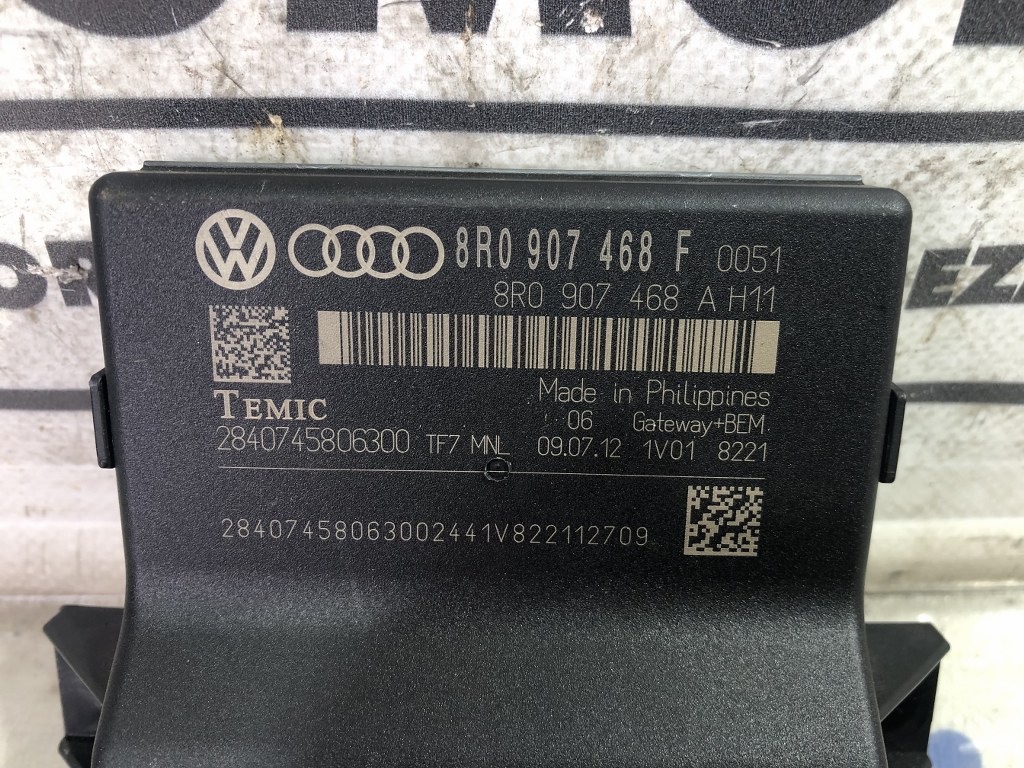 8R0 907 468 F 0051
8R0 907 468 A H11
TEMIC
Made in Philippines
06 Gateway+BEM
2840745806300 TF7 MNL 09.07.12 1V01 8221
28407458063002441V822112709